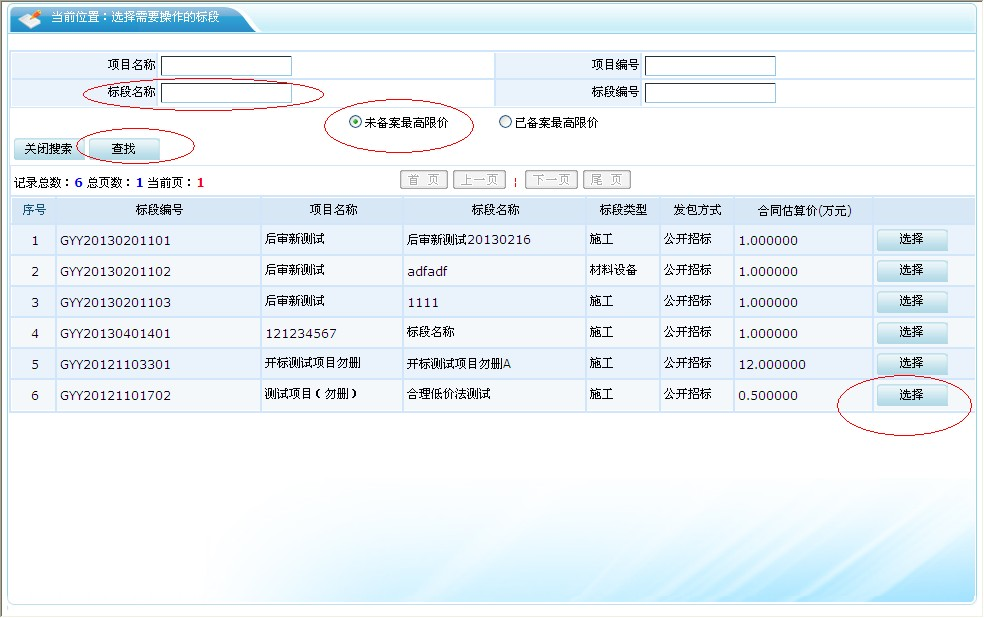 当前位置：选择需要操作的标段
项目名称 项目编号
标段名称 标段编号
未备案最高限价 已备案最高限价
关闭搜索 查找
记录总数：6 总页数：1 当前页：1 首 页 上一页 ¦ 下一页 尾 页
序号 标段编号 项目名称 标段名称 标段类型 发包方式 合同估算价(万元)
1 GYY20130201101 后审新测试 后审新测试20130216 施工 公开招标 1.000000 选择
2 GYY20130201102 后审新测试 adfadf 材料设备 公开招标 1.000000 选择
3 GYY20130201103 后审新测试 1111 施工 公开招标 1.000000 选择
4 GYY20130401401 121234567 标段名称 施工 公开招标 1.000000 选择
5 GYY20121103301 开标测试项目勿删 开标测试项目勿删A 施工 公开招标 12.000000 选择
6 GYY20121101702 测试项目（勿删） 合理低价法测试 施工 公开招标 0.500000 选择